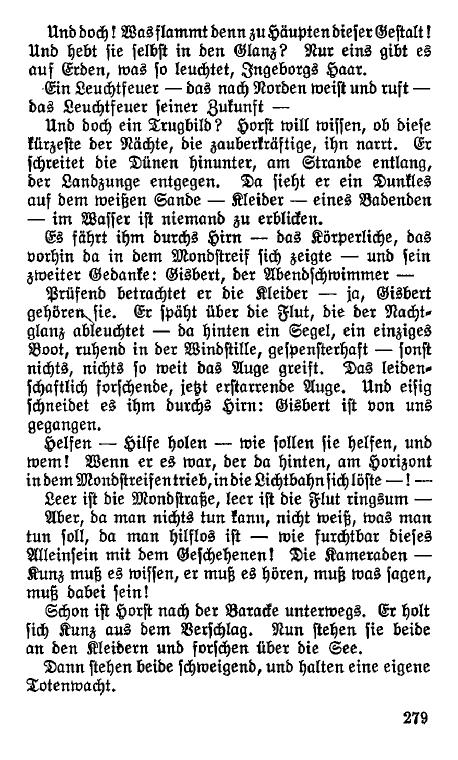 Und doch! Was flammt denn zu Häupten dieser Gestalt!
Und hebt sie selbst in den Glanz? Nur eins gibt es
auf Erden, was so leuchtet, Ingeborgs Haar.
Ein Leuchtfeuer — das nach Norden weist und ruft —
das Leuchtfeuer seiner Zukunft —
Und doch ein Trugbild? Horst will wissen, ob diese
kürzeste der Nächte, die zauberkräftige, ihn narrt. Er
schreitet die Dünen hinunter, am Strande entlang,
der Landzunge entgegen. Da sieht er ein Dunkles
auf dem weißen Sande — Kleider — eines Badenden
— im Wasser ist niemand zu erblicken.
Es fährt ihm durchs Hirn — das Körperliche, das
vorhin da in dem Mondstreif sich zeigte — und sein
zweiter Gedanke: Gisbert, der Abendschwimmer —
Prüfend betrachtet er die Kleider — ja, Gisbert
gehören sie. Er späht über die Flut, die der Nacht-
glanz ableuchtet — da hinten ein Segel, ein einziges
Boot, ruhend in der Windstille, gespensterhaft — sonst
nichts, nichts so weit das Auge greift. Das leiden-
schaftlich forschende, jetzt erstarrende Auge. Und eisig
schneidet es ihm durchs Hirn: Gisbert ist von uns
gegangen.
Helfen — Hilfe holen — wie sollen sie helfen, und
wem! Wenn er es war, der da hinten, am Horizont
in dem Mondstreifen trieb, in die Lichtbahn sich löste — ! —
Leer ist die Mondstraße, leer ist die Flut ringsum —
Aber, da man nichts tun kann, nicht weiß, was man
tun soll, da man hilflos ist — wie furchtbar dieses
Alleinsein mit dem Geschehenen! Die Kameraden —
Kunz muß es wissen, er muß es hören, muß was sagen,
muß dabei sein!
Schon ist Horst nach der Baracke unterwegs. Er holt
sich Kunz aus dem Verschlag. Nun stehen sie beide
an den Kleidern und forschen über die See.
Dann stehen beide schweigend, und halten eine eigene
Totenwacht.
279